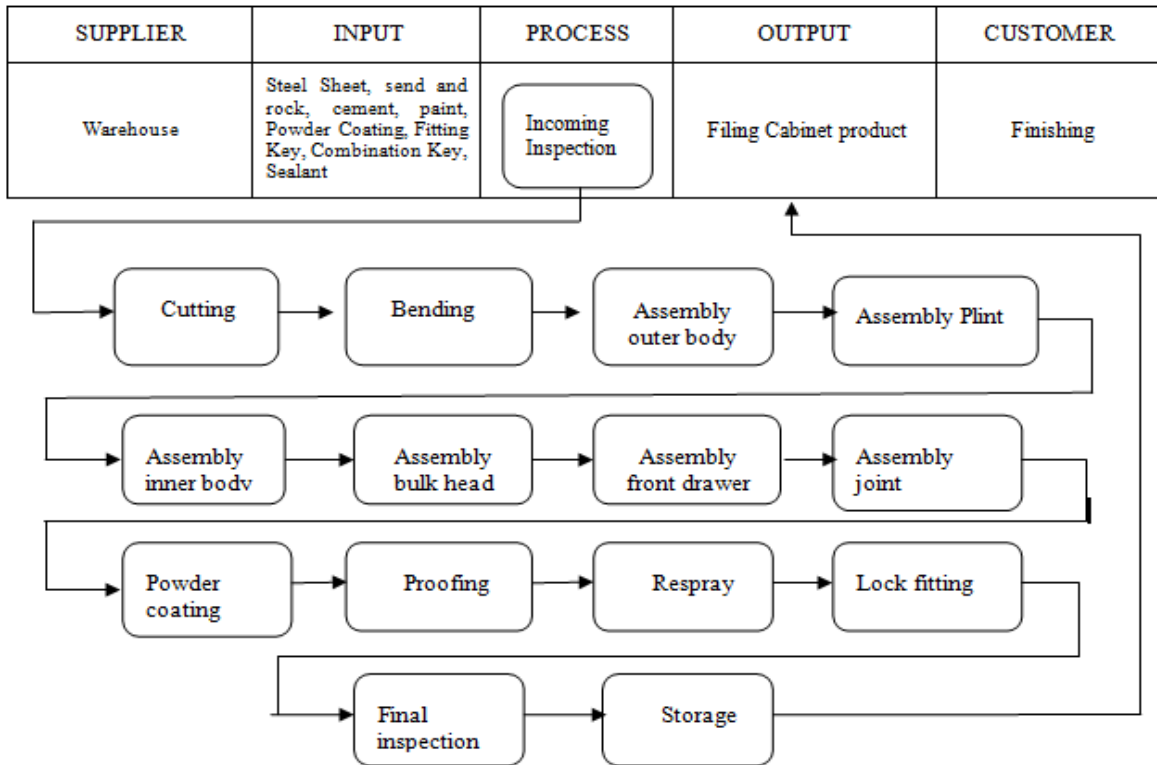 SUPPLIER
INPUT
PROCESS
OUTPUT
CUSTOMER
Warehouse
Steel Sheet, send and
rock, cement, paint,
Powder Coating, Fitting
Key, Combination Key,
Sealant
Incoming
Inspection
Filing Cabinet product
Finishing
Cutting
Bending
Assembly
outer body
Assembly Plint
Assembly
inner body
Assembly
bulk head
Assembly
front drawer
Assembly
joint
Powder
coating
Proofing
Respray
Lock fitting
Final
inspection
Storage